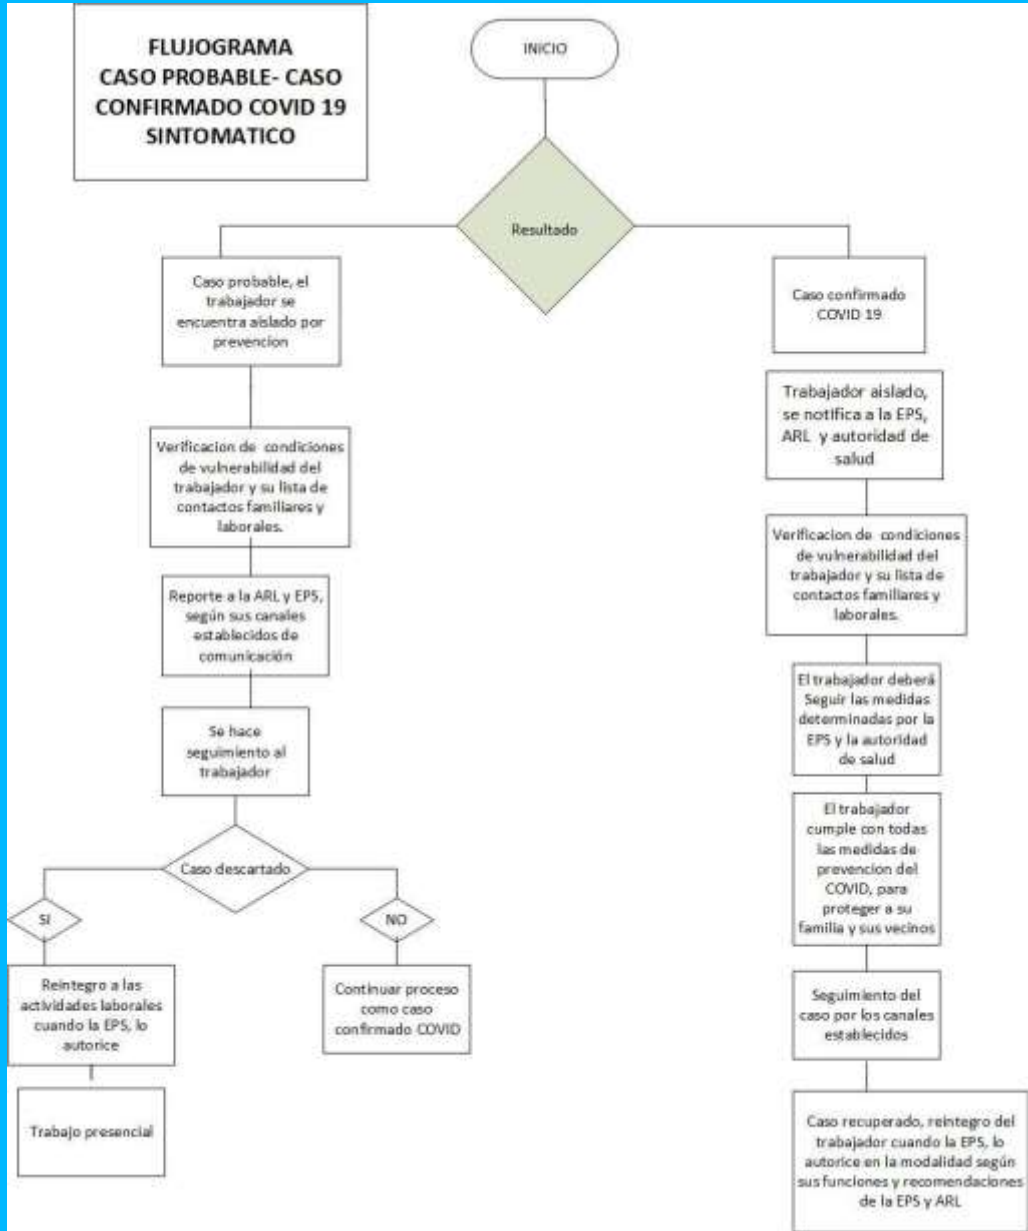 FLUJOGRAMA
CASO PROBABLE- CASO
CONFIRMADO COVID 19
SINTOMATICO
INICIO
Resultado
Caso probable, el
trabajador se
encuentra aislado por
prevencion
Verificacion de condiciones
de vulnerabilidad del
trabajador y su lista de
contactos familiares y
laborales.
Reporte a la ARL y EPS,
según sus canales
establecidos de
comunicación
Se hace
seguimiento al
trabajador
Caso descartado
SI
NO
Reintegro a las
actividades laborales
cuando la EPS, lo
autorice
Trabajo presencial
Continuar proceso
como caso
confirmado COVID
Caso confirmado
COVID 19
Trabajador aislado,
se notifica a la EPS,
ARL y autoridad de
salud
Verificacion de condiciones
de vulnerabilidad del
trabajador y su lista de
contactos familiares y
laborales.
El trabajador deberá
Seguir las medidas
determinadas por la
EPS y la autoridad
de salud
El trabajador
cumple con todas
las medidas de
prevencion del
COVID, para
proteger a su
familia y sus vecinos
Seguimiento del
caso por los canales
establecidos
Caso recuperado, reintegro del
trabajador cuando la EPS, lo
autorice en la modalidad según
sus funciones y recomendaciones
de la EPS y ARL